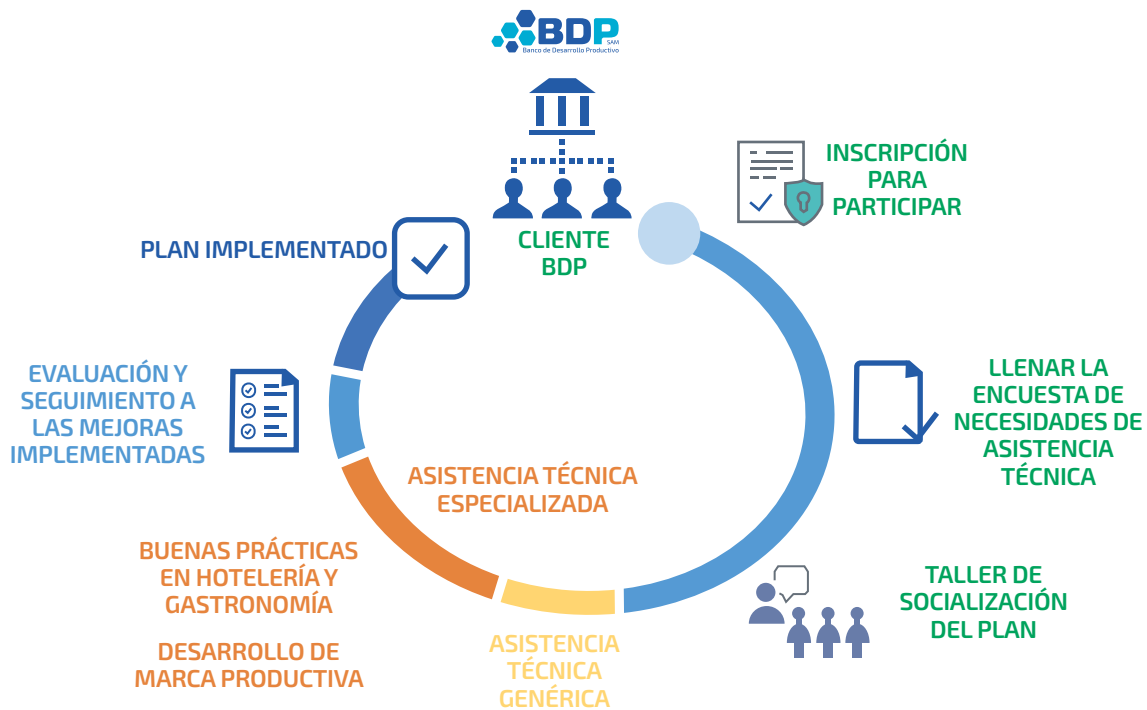 BDP
SAM
Banco de Desarrollo Productivo
CLIENTE
BDP
INSCRIPCIÓN
PARA
PARTICIPAR
LLENAR LA
ENCUESTA DE
NECESIDADES DE
ASISTENCIA
TÉCNICA
TALLER DE
SOCIALIZACIÓN
DEL PLAN
ASISTENCIA
TÉCNICA
GENÉRICA
ASISTENCIA TÉCNICA
ESPECIALIZADA
BUENAS PRÁCTICAS
EN HOTELERÍA Y
GASTRONOMÍA
DESARROLLO DE
MARCA PRODUCTIVA
EVALUACIÓN Y
SEGUIMIENTO A
LAS MEJORAS
IMPLEMENTADAS
PLAN IMPLEMENTADO